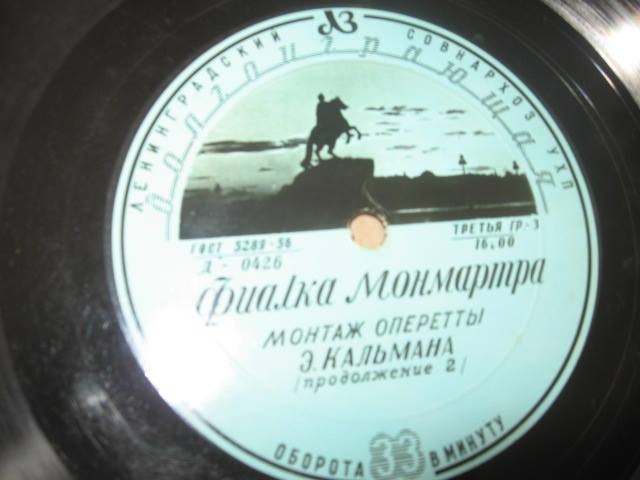 ЛЗ
ЛЕНИНГРАДСКИЙ СОВНАРХОЗ УХП
Долгоиграющая
ГОСТ 5289-56
Д - 0426
ТРЕТЬЯ ГР-3
16.00
Фиалка Монмартра
МОНТАЖ ОПЕРЕТТЫ
Э. КАЛЬМАНА
/продолжение 2/
33 ОБОРОТА В МИНУТУ